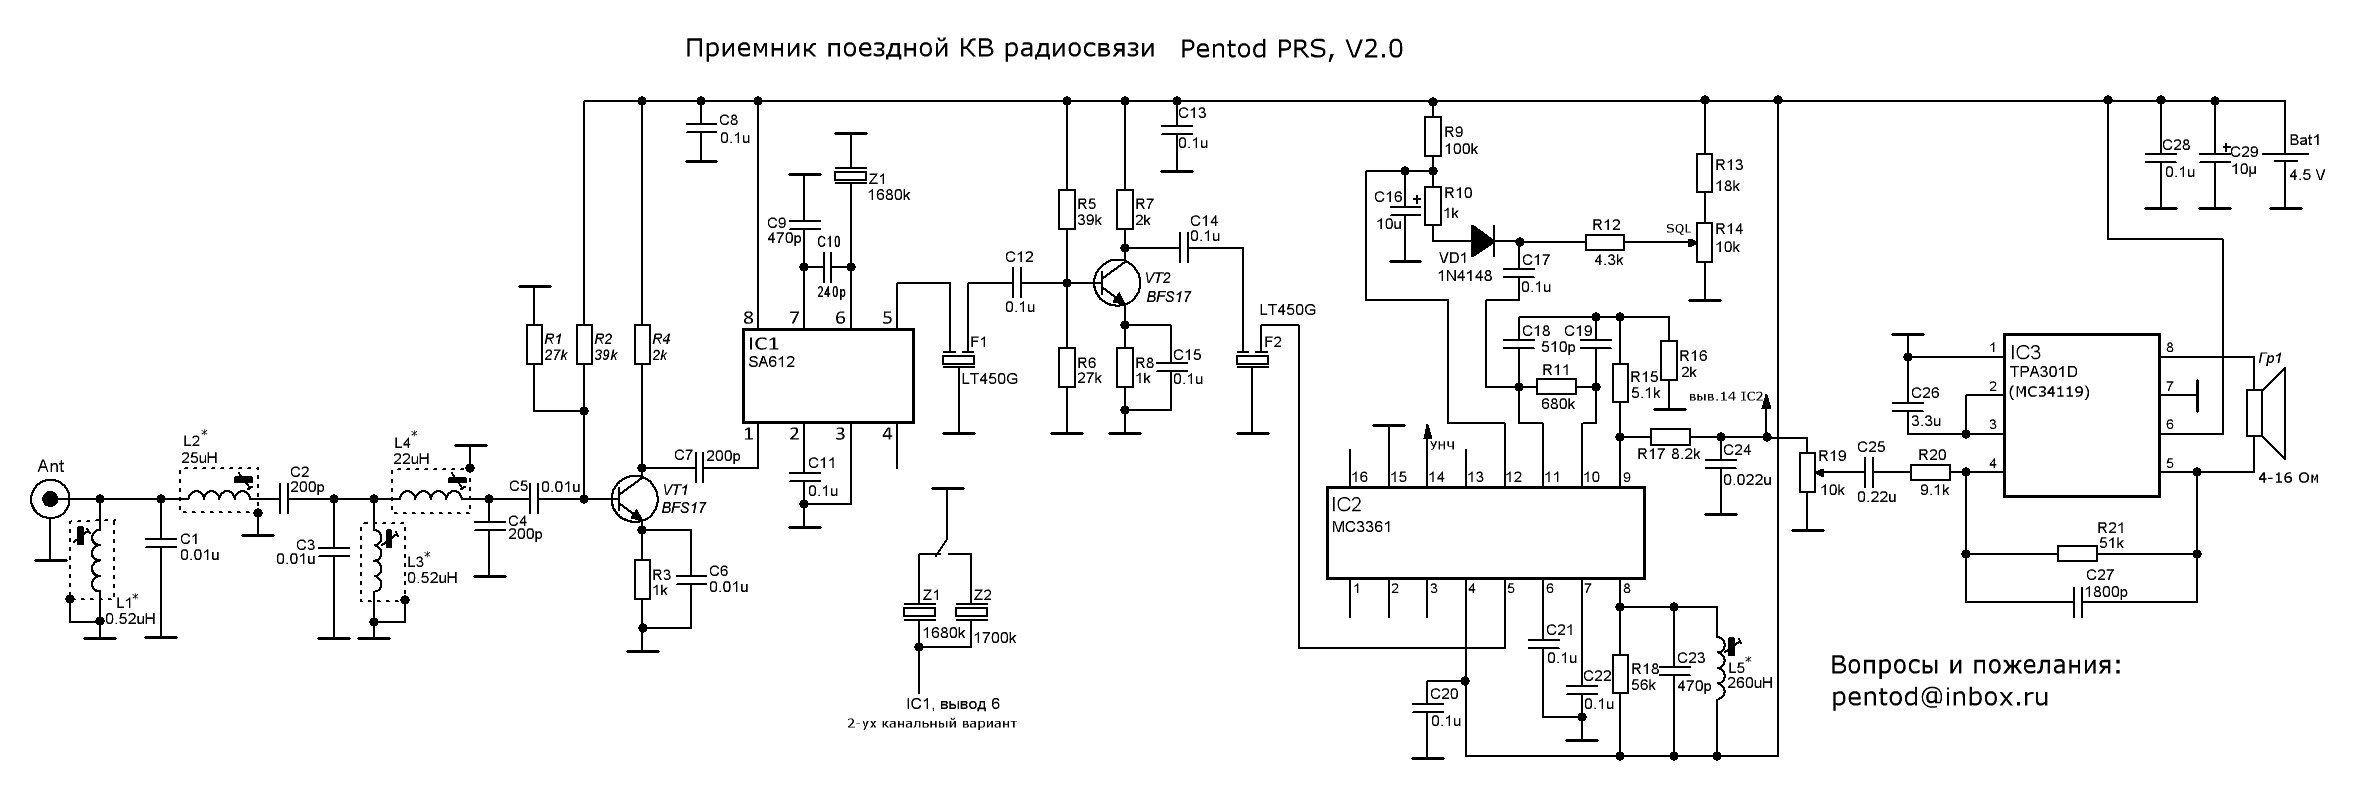 Приемник поездной КВ радиосвязи Pentod PRS, V2.0
Ant
L1*
0.52uH
C1
0.01u
L2*
25uH
C2
200p
C3
0.01u
L3*
0.52uH
L4*
22uH
C4
200p
C5
0.01u
R1
27k
R2
39k
R4
2k
VT1
BFS17
R3
1k
C6
0.01u
C7
200p
C8
0.1u
C9
470p
C10
240p
Z1
1680k
8
7
6
5
IC1
SA612
1
2
3
4
C11
0.1u
Z1
1680k
Z2
1700k
IC1, вывод 6
2-ух канальный вариант
F1
LT450G
C12
0.1u
R5
39k
R6
27k
R7
2k
VT2
BFS17
R8
1k
C15
0.1u
C13
0.1u
C14
0.1u
LT450G
F2
R9
100k
C16
+
10u
R10
1k
VD1
1N4148
C17
0.1u
R12
4.3k
SQL
R13
18k
R14
10k
C18
510p
C19
R11
680k
R15
5.1k
R16
2k
выв.14 IC2
УНЧ
16
15
14
13
12
11
10
9
IC2
MC3361
1
2
3
4
5
6
7
8
R17 8.2k
C24
0.022u
C20
0.1u
C21
0.1u
C22
0.1u
R18
56k
C23
470p
L5*
260uH
R19
10k
C25
0.22u
R20
9.1k
C26
3.3u
1
2
3
4
IC3
TPA301D
(MC34119)
8
7
6
5
R21
51k
C27
1800p
Гр1
4-16 Ом
C28
0.1u
+
C29
10µ
Bat1
4.5 V
Вопросы и пожелания:
pentod@inbox.ru